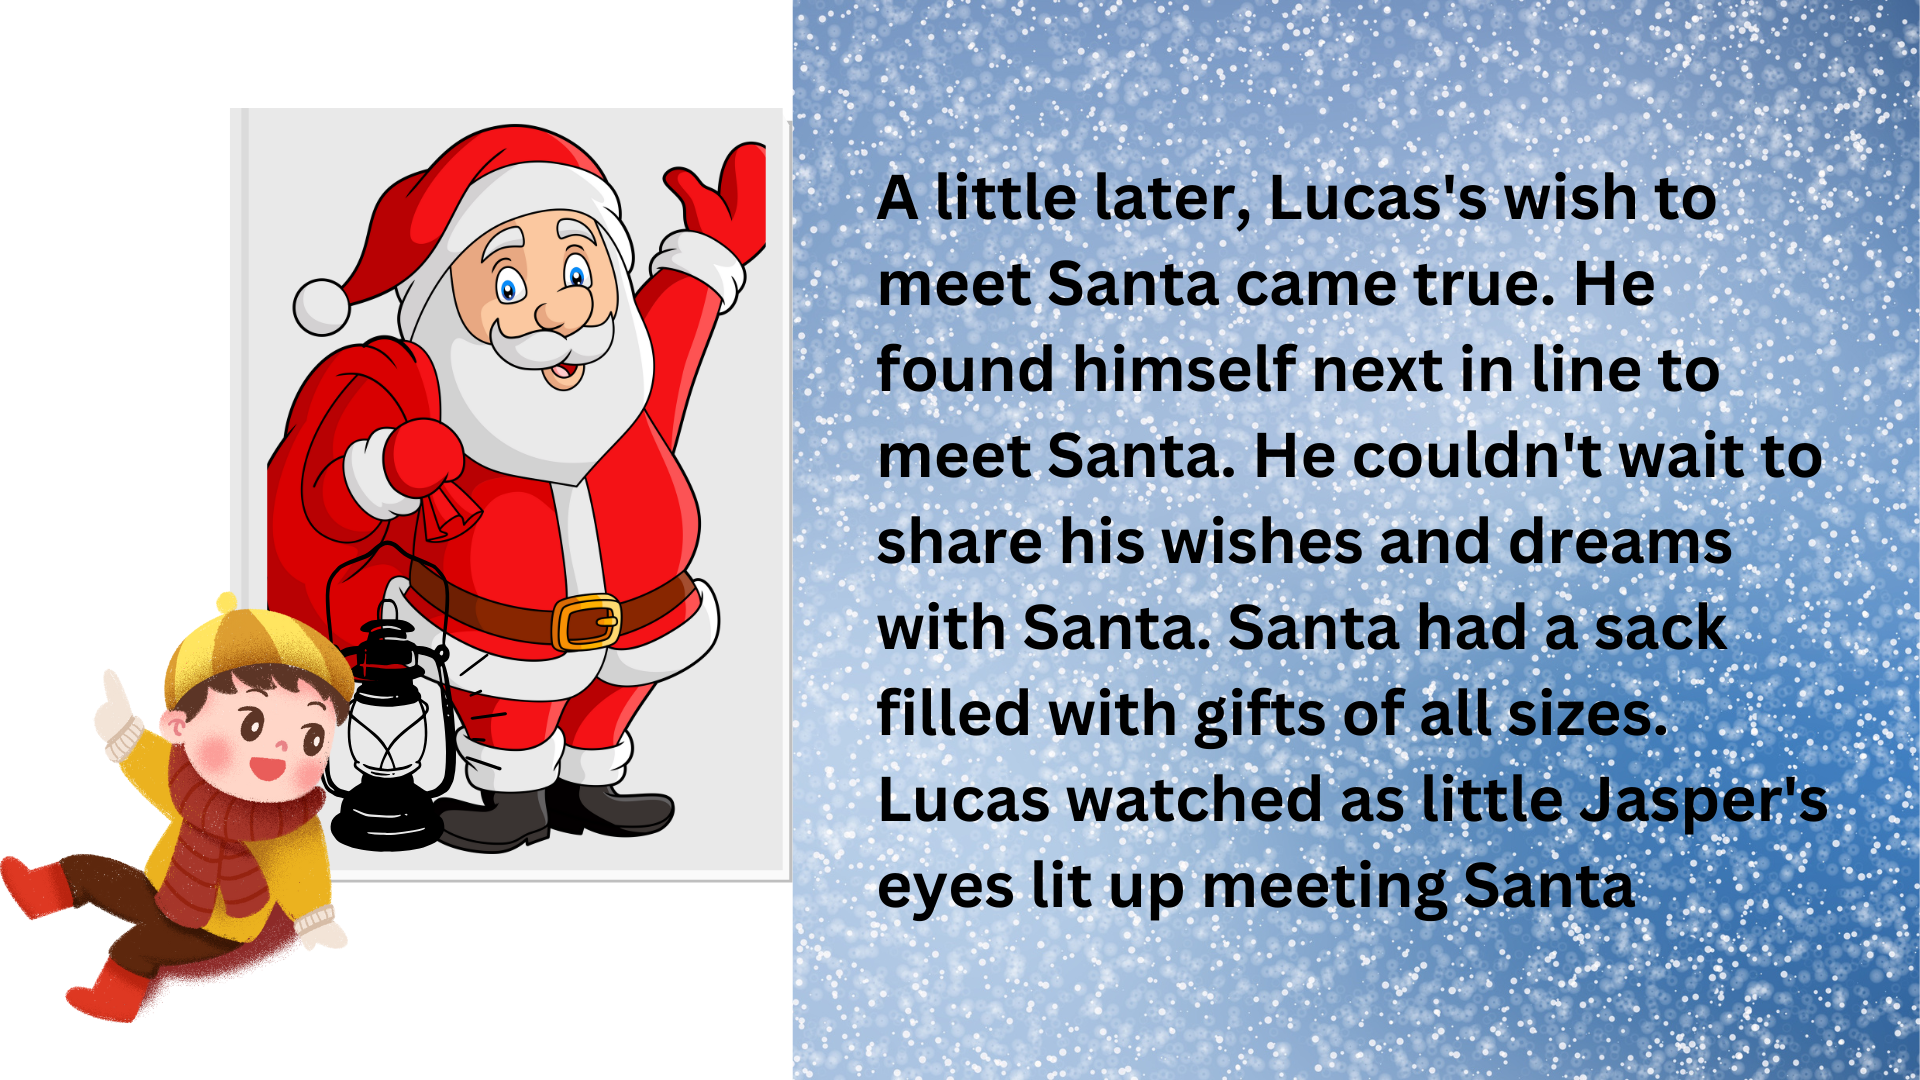 A little later, Lucas's wish to
meet Santa came true. He
found himself next in line to
meet Santa. He couldn't wait to
share his wishes and dreams
with Santa. Santa had a sack
filled with gifts of all sizes.
Lucas watched as little Jasper's
eyes lit up meeting Santa